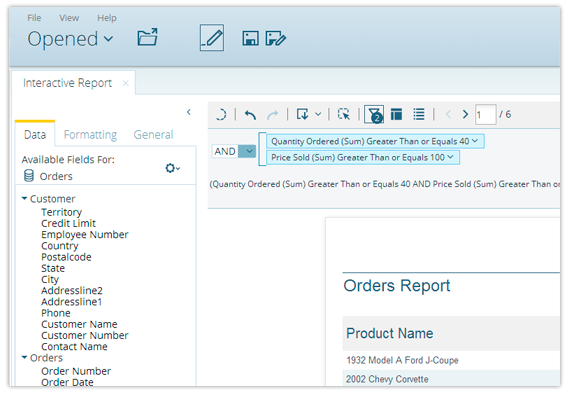 File View Help
Opened
Interactive Report ×
Data Formatting General
Available Fields For:
Orders
Customer
Territory
Credit Limit
Employee Number
Country
Postalcode
State
City
Addressline2
Addressline1
Phone
Customer Name
Customer Number
Contact Name
Orders
Order Number
Order Date
2
1 / 6
AND
Quantity Ordered (Sum) Greater Than or Equals 40
Price Sold (Sum) Greater Than or Equals 100
(Quantity Ordered (Sum) Greater Than or Equals 40 AND Price Sold (Sum) Greater Than or Equals 
Orders Report
Product Name
1932 Model A Ford J-Coupe
2002 Chevy Corvette